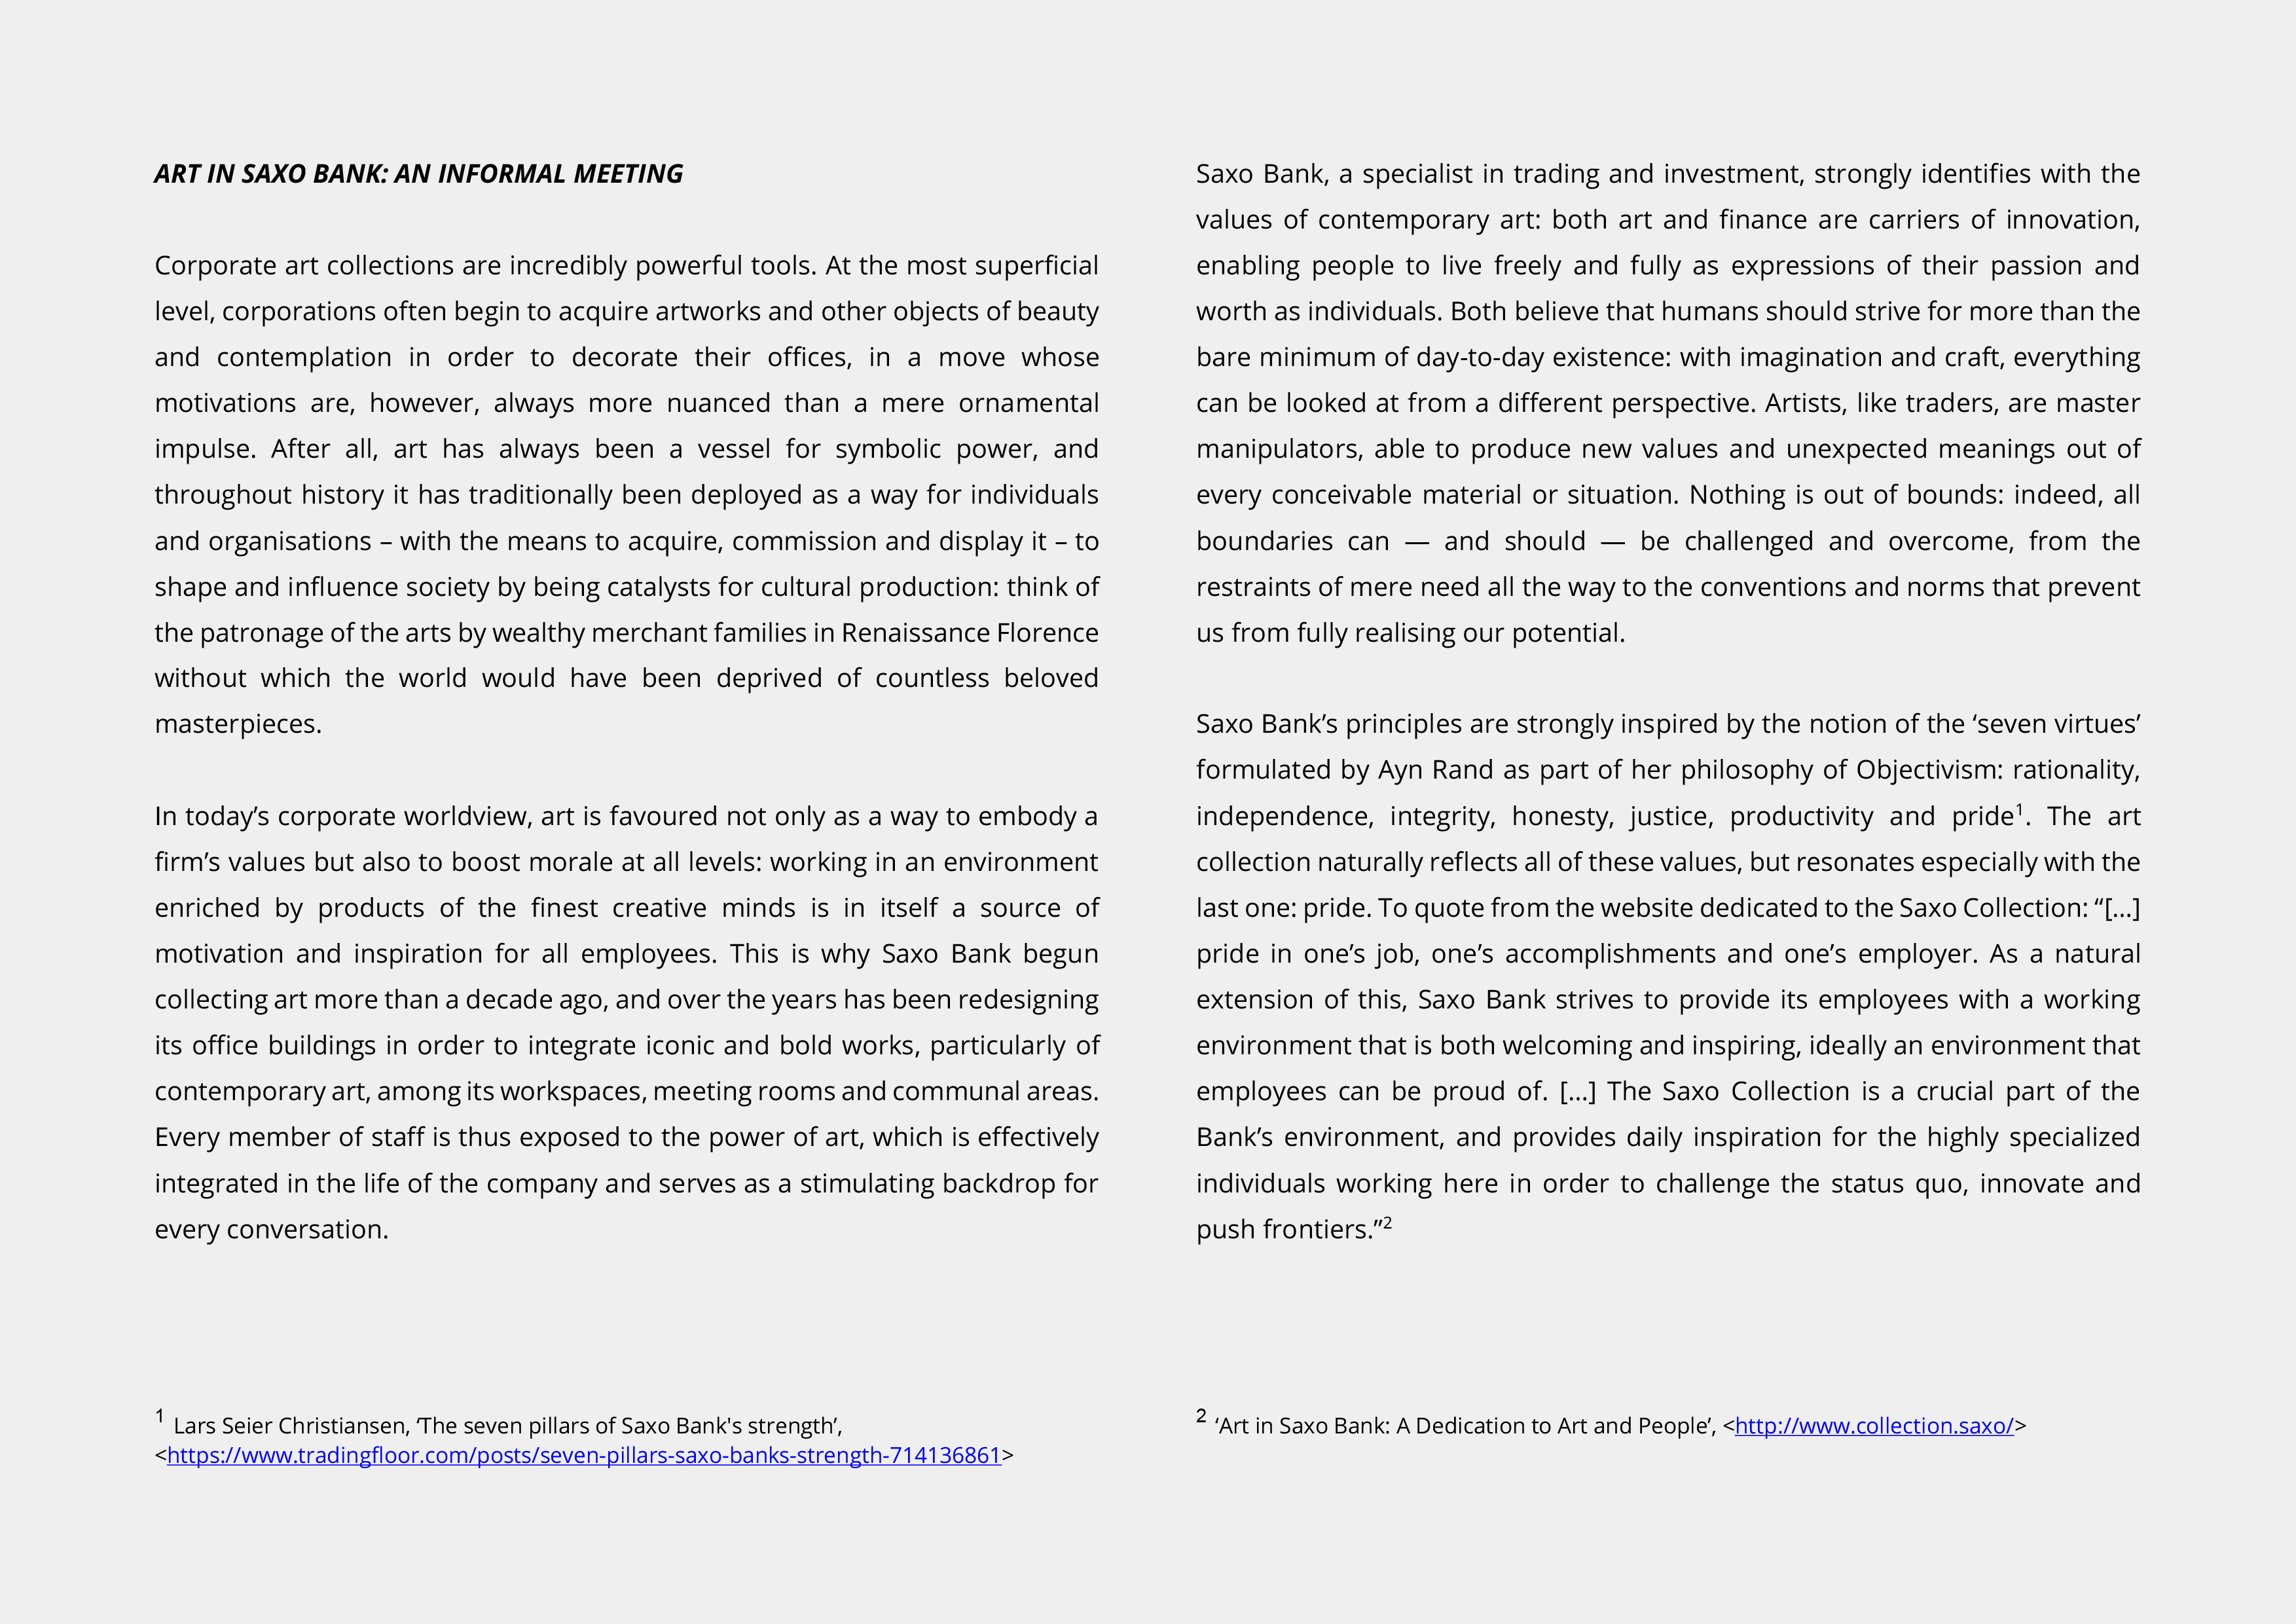 ART IN SAXO BANK: AN INFORMAL MEETING
Corporate art collections are incredibly powerful tools. At the most superficial
level, corporations often begin to acquire artworks and other objects of beauty
and contemplation in order to decorate their offices, in a move whose
motivations are, however, always more nuanced than a mere ornamental
impulse. After all, art has always been a vessel for symbolic power, and
throughout history it has traditionally been deployed as a way for individuals
and organisations – with the means to acquire, commission and display it – to
shape and influence society by being catalysts for cultural production: think of
the patronage of the arts by wealthy merchant families in Renaissance Florence
without which the world would have been deprived of countless beloved
masterpieces.
In today’s corporate worldview, art is favoured not only as a way to embody a
firm’s values but also to boost morale at all levels: working in an environment
enriched by products of the finest creative minds is in itself a source of
motivation and inspiration for all employees. This is why Saxo Bank begun
collecting art more than a decade ago, and over the years has been redesigning
its office buildings in order to integrate iconic and bold works, particularly of
contemporary art, among its workspaces, meeting rooms and communal areas.
Every member of staff is thus exposed to the power of art, which is effectively
integrated in the life of the company and serves as a stimulating backdrop for
every conversation.
1 Lars Seier Christiansen, ‘The seven pillars of Saxo Bank's strength’,
<https://www.tradingfloor.com/posts/seven-pillars-saxo-banks-strength-714136861>
Saxo Bank, a specialist in trading and investment, strongly identifies with the
values of contemporary art: both art and finance are carriers of innovation,
enabling people to live freely and fully as expressions of their passion and
worth as individuals. Both believe that humans should strive for more than the
bare minimum of day-to-day existence: with imagination and craft, everything
can be looked at from a different perspective. Artists, like traders, are master
manipulators, able to produce new values and unexpected meanings out of
every conceivable material or situation. Nothing is out of bounds: indeed, all
boundaries can — and should — be challenged and overcome, from the
restraints of mere need all the way to the conventions and norms that prevent
us from fully realising our potential.
Saxo Bank’s principles are strongly inspired by the notion of the ‘seven virtues’
formulated by Ayn Rand as part of her philosophy of Objectivism: rationality,
independence, integrity, honesty, justice, productivity and pride1. The art
collection naturally reflects all of these values, but resonates especially with the
last one: pride. To quote from the website dedicated to the Saxo Collection: “[...]
pride in one’s job, one’s accomplishments and one’s employer. As a natural
extension of this, Saxo Bank strives to provide its employees with a working
environment that is both welcoming and inspiring, ideally an environment that
employees can be proud of. [...] The Saxo Collection is a crucial part of the
Bank’s environment, and provides daily inspiration for the highly specialized
individuals working here in order to challenge the status quo, innovate and
push frontiers.”2
2 ‘Art in Saxo Bank: A Dedication to Art and People’, <http://www.collection.saxo/>